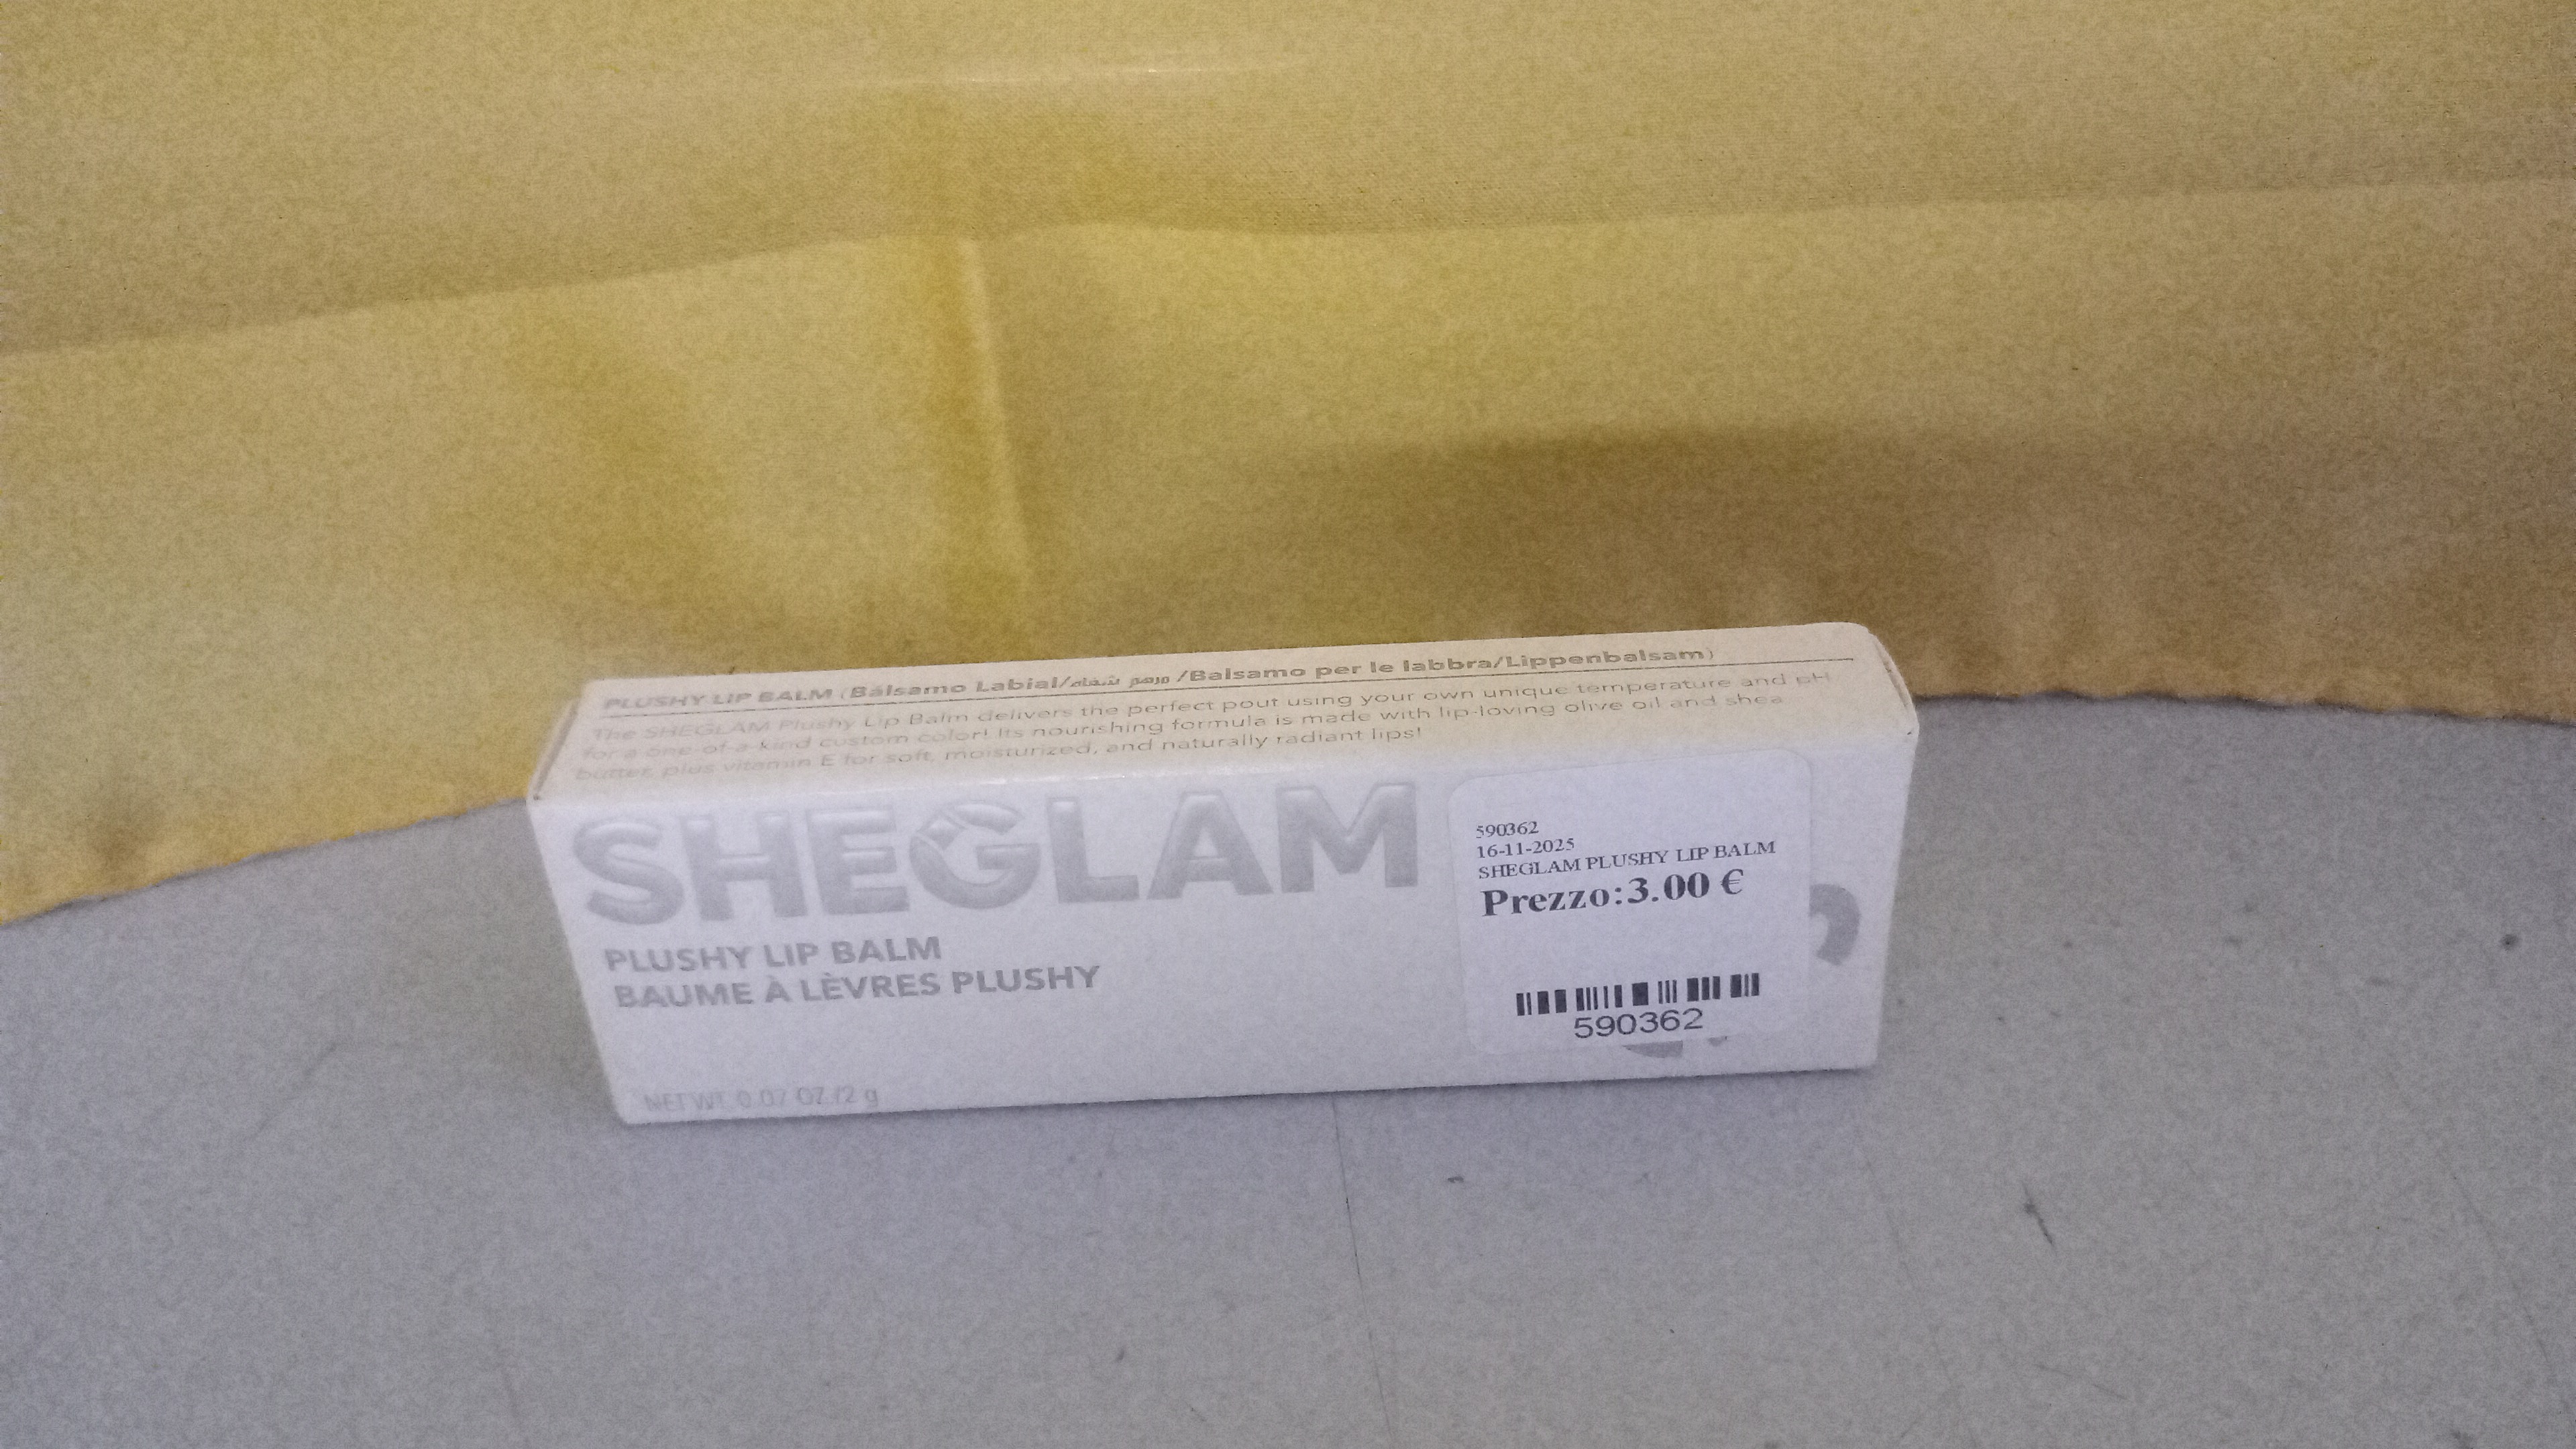 PLUSHY LIP BALM (Bálsamo Labial/مرهم شفاه/Balsamo per le labbra/Lippenbalsam)
The SHEGLAM Plushy Lip Balm delivers the perfect pout using your own unique temperature and pH
for a one-of-a-kind custom color! Its nourishing formula is made with lip-loving olive oil and shea
butter, plus vitamin E for soft, moisturized, and naturally radiant lips!
SHEGLAM
PLUSHY LIP BALM
BAUME À LÈVRES PLUSHY
NET WT. 0.07 OZ /2 g
590362
16-11-2025
SHEGLAM PLUSHY LIP BALM
Prezzo:3.00 €
590362